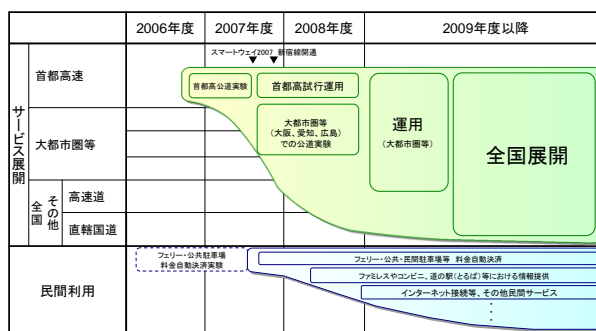 2006年度 2007年度 2008年度 2009年度以降
スマートウェイ2007 新宿線開通
サービス展開
首都高速
首都高公道実験
首都高試行運用
大都市圏等
大都市圏等
（大阪、愛知、広島）
での公道実験
運用
（大都市圏等）
全国展開
その他
全国
高速道
直轄国道
民間利用
フェリー・公共駐車場
料金自動決済実験
フェリー・公共・民間駐車場等 料金自動決済
ファミレスやコンビニ、道の駅（とるぱ）等における情報提供
インターネット接続等、その他民間サービス
：